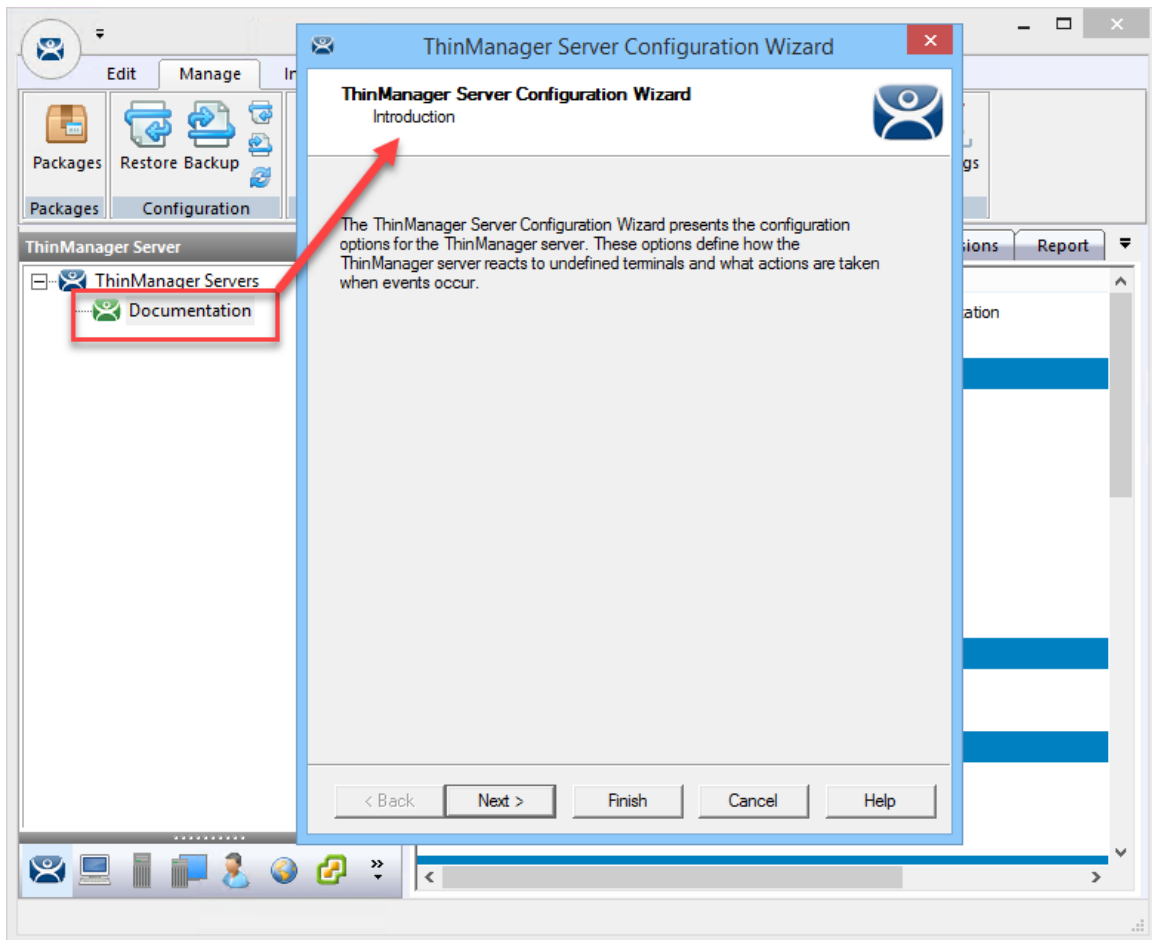 ThinManager Server Configuration Wizard
Edit Manage
ThinManager Server Configuration Wizard
Introduction
Packages Restore Backup
Packages Configuration
ThinManager Server
Report
ThinManager Servers
Documentation
The ThinManager Server Configuration Wizard presents the configuration
options for the ThinManager server. These options define how the
ThinManager server reacts to undefined terminals and what actions are taken
when events occur.
< Back Next > Finish Cancel Help